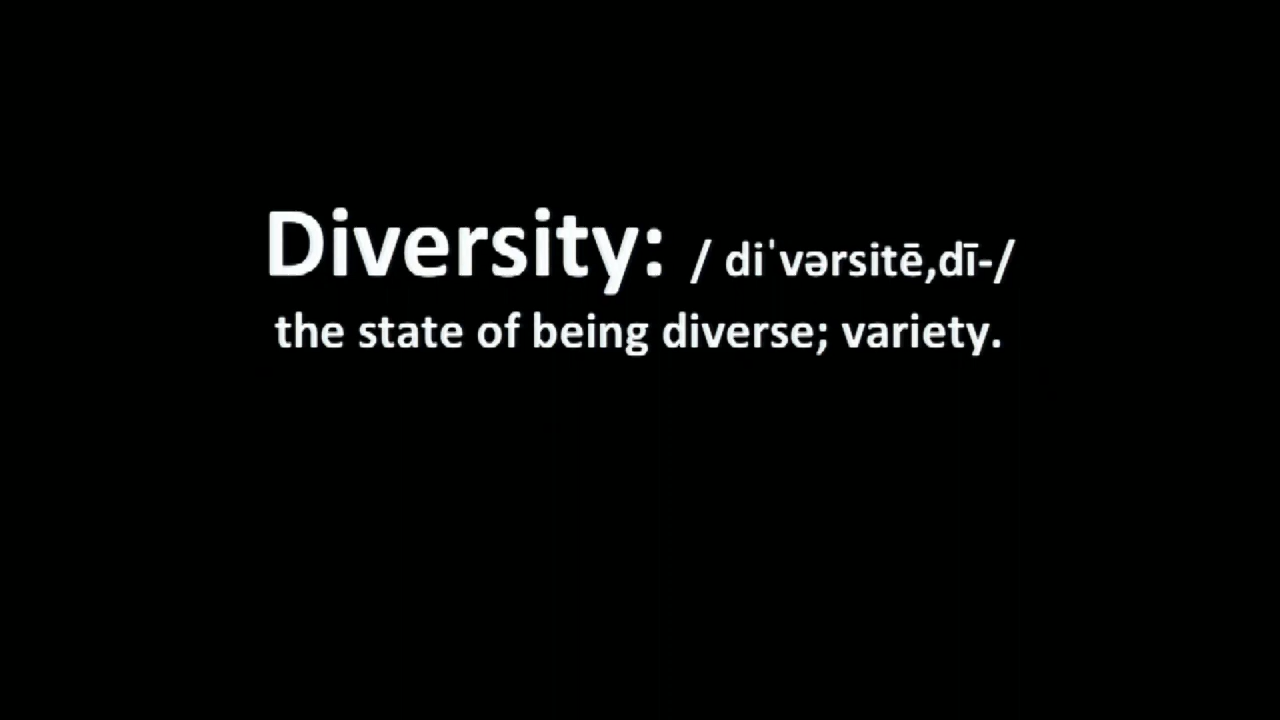 Diversity: / diˈvərsitē,dī-/
the state of being diverse; variety.